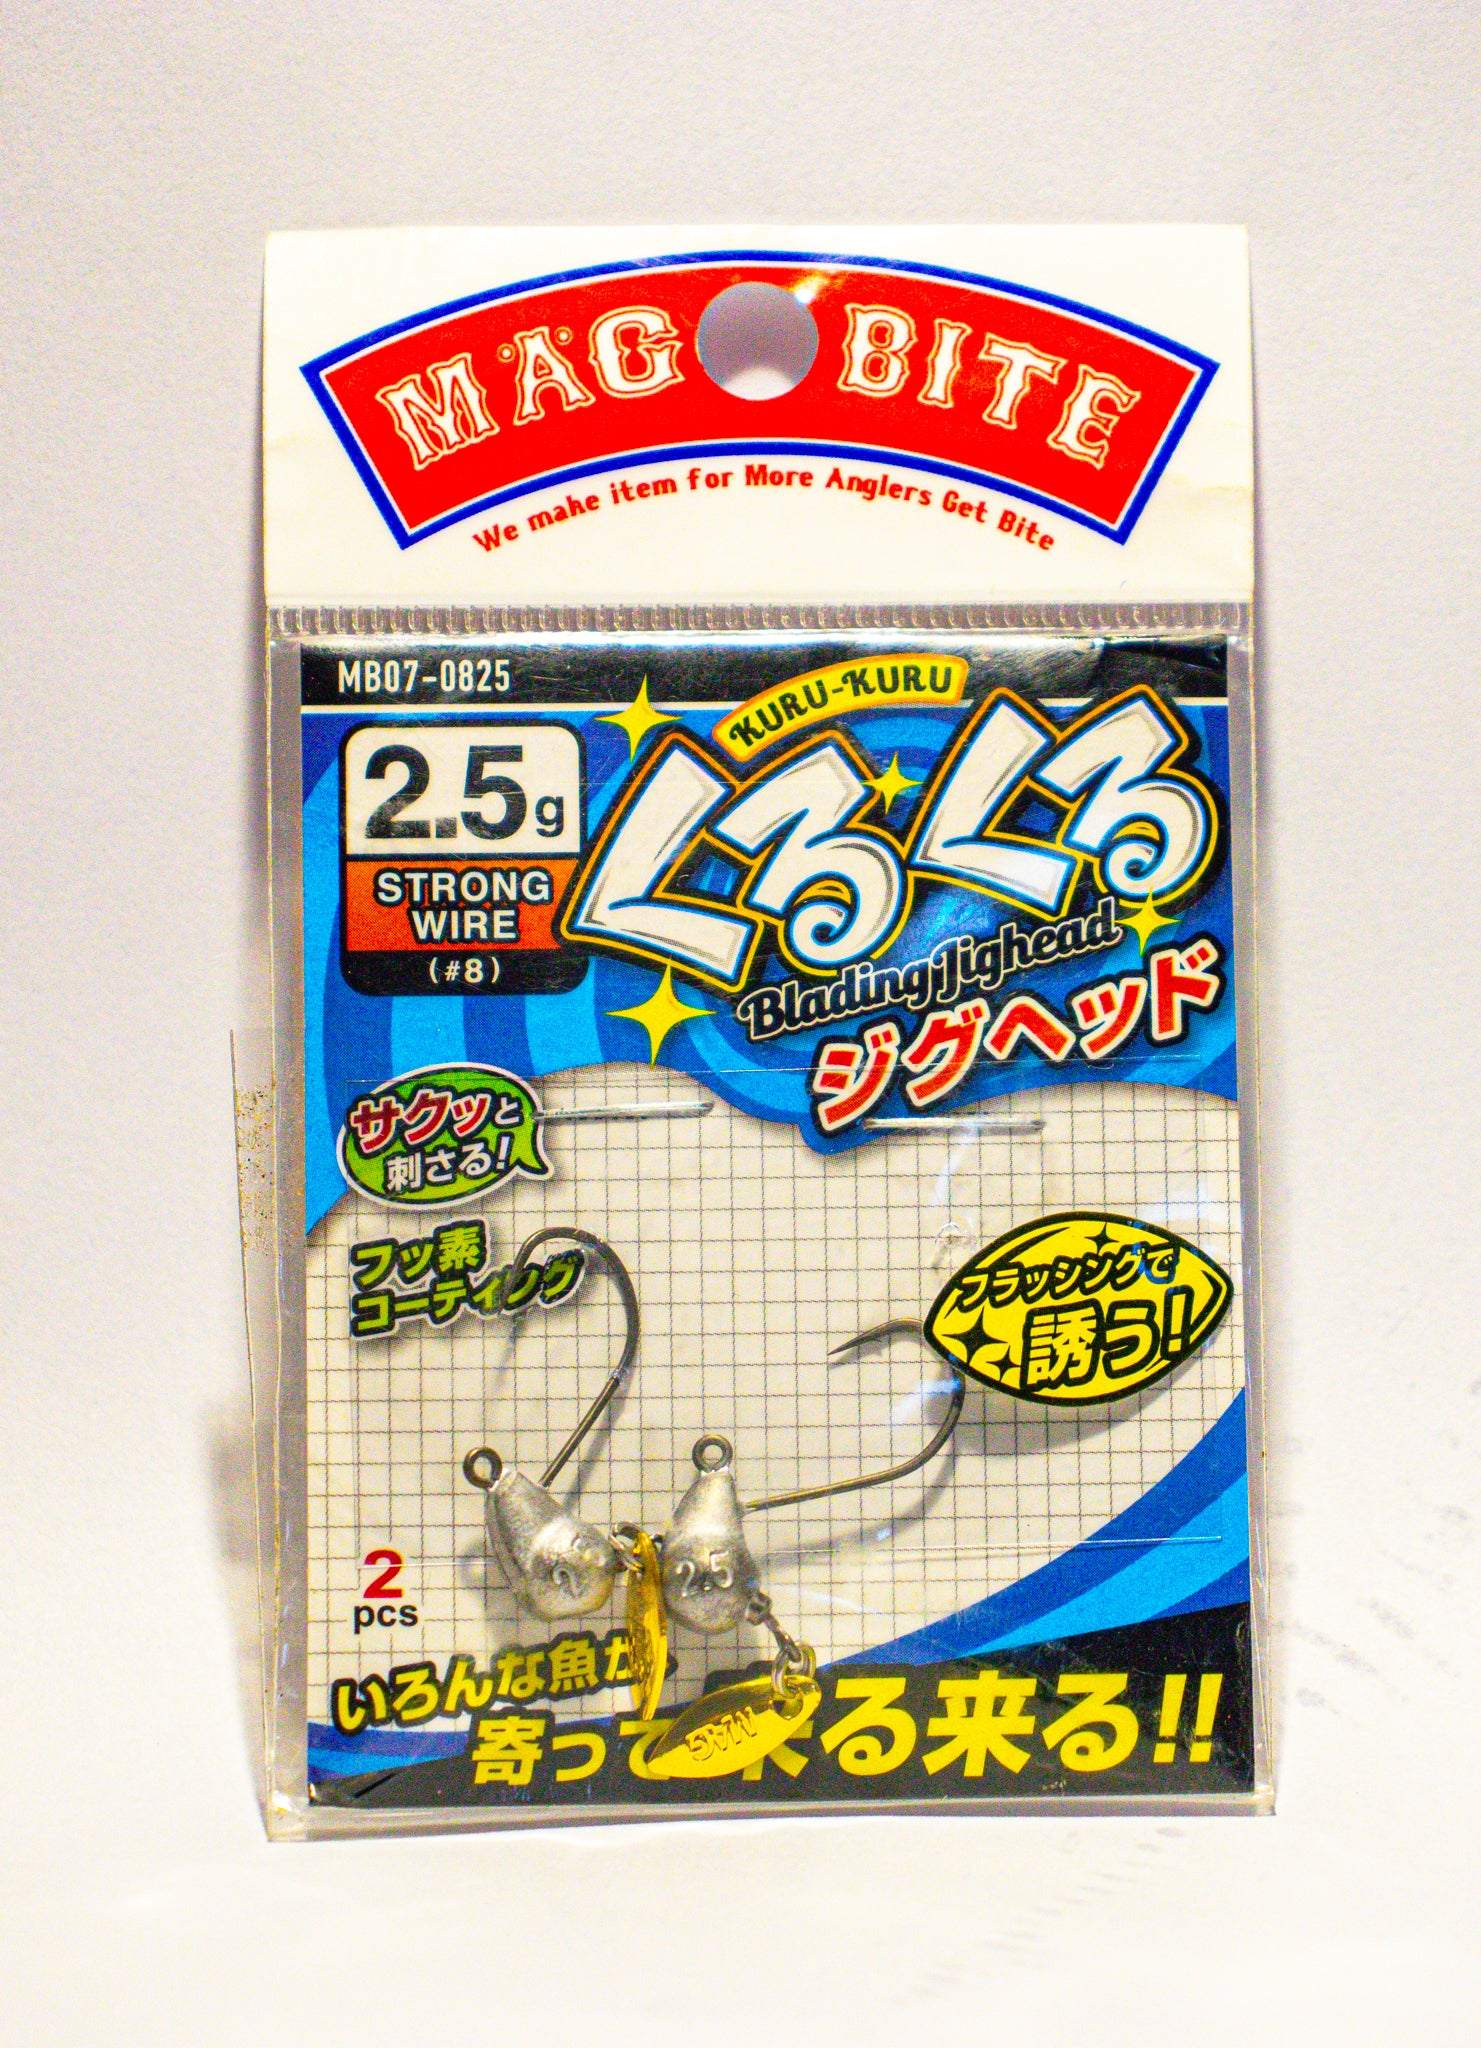 MAG BITE
We make item for More Anglers Get Bite
MB07-0825
2.5g
STRONG
WIRE
(#8)
KURU-KURU
くるくる
Blading Jighead
ジグヘッド
サクッと
刺さる!
フッ素
コーティング
フラッシングで
誘う!
2
2.5
2
pcs
いろんな魚が
寄って来る来る!!
MAG